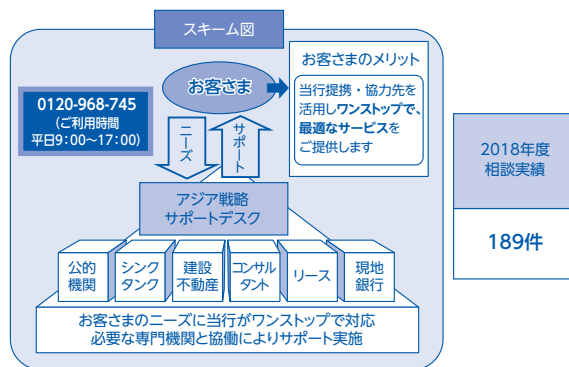 スキーム図
お客さまのメリット
当行提携・協力先を
活用しワンストップで、
最適なサービスを
ご提供します
お客さま
0120-968-745
(ご利用時間
平日9:00~17:00)
ニーズ
サポート
アジア戦略
サポートデスク
公的
機関
シンク
タンク
建設
不動産
コンサル
タント
リース
現地
銀行
お客さまのニーズに当行がワンストップで対応
必要な専門機関と協働によりサポート実施
2018年度
相談実績
189件